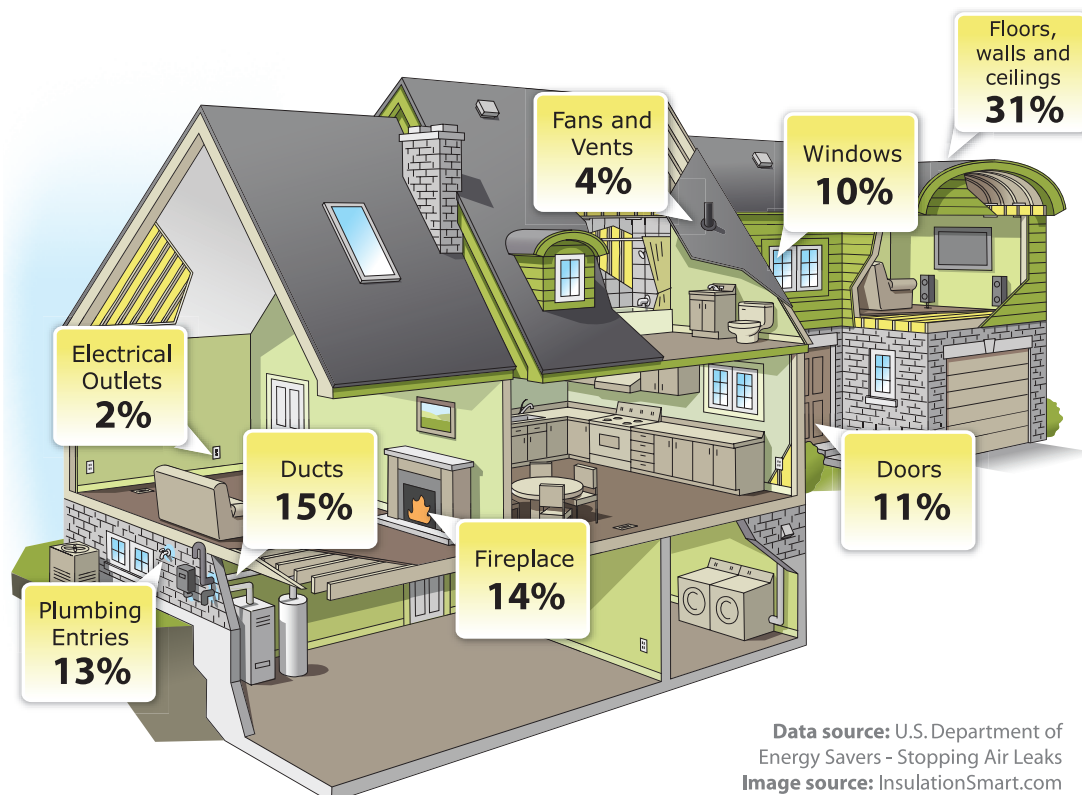 Floors,
walls and
ceilings
31%
Fans and
Vents
4%
Windows
10%
Electrical
Outlets
2%
Ducts
15%
Doors
11%
Fireplace
14%
Plumbing
Entries
13%
Data source: U.S. Department of
Energy Savers - Stopping Air Leaks
Image source: InsulationSmart.com